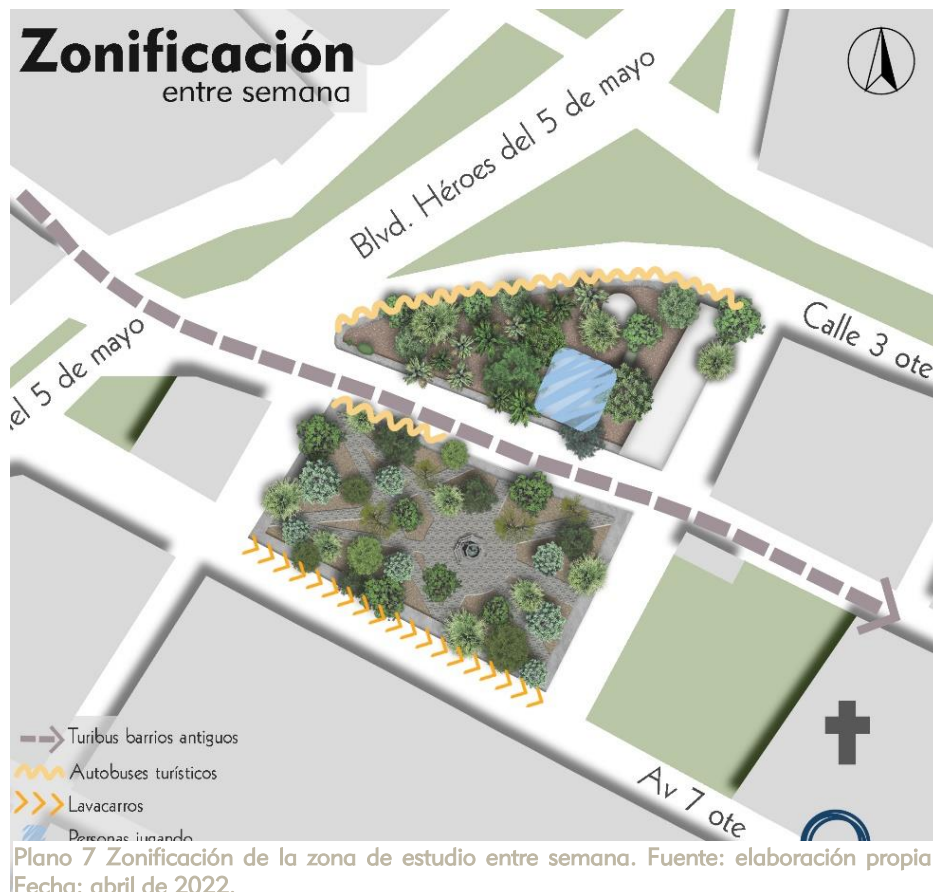 Zonificación
entre semana
Blvd. Héroes del 5 de mayo
Calle 3 ote
el 5 de mayo
Turibus barrios antiguos
Autobuses turísticos
Lavacarros
Personas jugando
Av 7 ote
Plano 7 Zonificación de la zona de estudio entre semana. Fuente: elaboración propia
Fecha: abril de 2022.